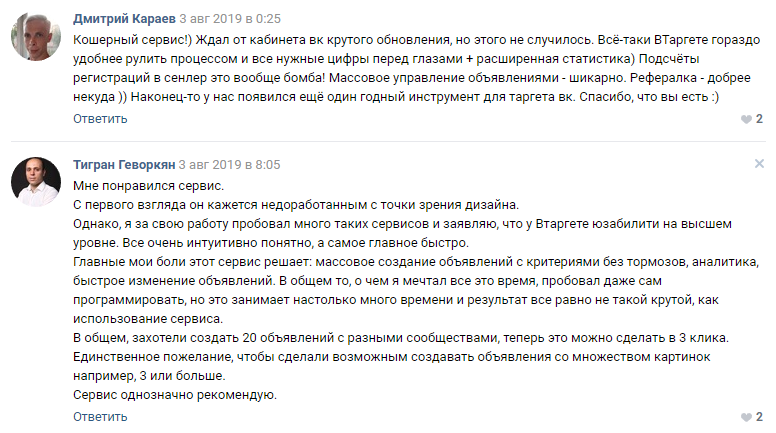 Дмитрий Караев 3 авг 2019 в 0:25
Кошерный сервис!) Ждал от кабинета вк крутого обновления, но этого не случилось. Всё-таки ВТаргете гораздо
удобнее рулить процессом и все нужные цифры перед глазами + расширенная статистика) Подсчёты
регистраций в сенлер это вообще бомба! Массовое управление объявлениями - шикарно. Рефералка - добрее
некуда )) Наконец-то у нас появился ещё один годный инструмент для таргета вк. Спасибо, что вы есть :)
Ответить 2
Тигран Геворкян 3 авг 2019 в 8:05
Мне понравился сервис.
С первого взгляда он кажется недоработанным с точки зрения дизайна.
Однако, я за свою работу пробовал много таких сервисов и заявляю, что у Втаргете юзабилити на высшем
уровне. Все очень интуитивно понятно, а самое главное быстро.
Главные мои боли этот сервис решает: массовое создание объявлений с критериями без тормозов, аналитика,
быстрое изменение объявлений. В общем то, о чем я мечтал все это время, пробовал даже сам
программировать, но это занимает настолько много времени и результат все равно не такой крутой, как
использование сервиса.
В общем, захотели создать 20 объявлений с разными сообществами, теперь это можно сделать в 3 клика.
Единственное пожелание, чтобы сделали возможным создавать объявления со множеством картинок
например, 3 или больше.
Сервис однозначно рекомендую.
Ответить 2